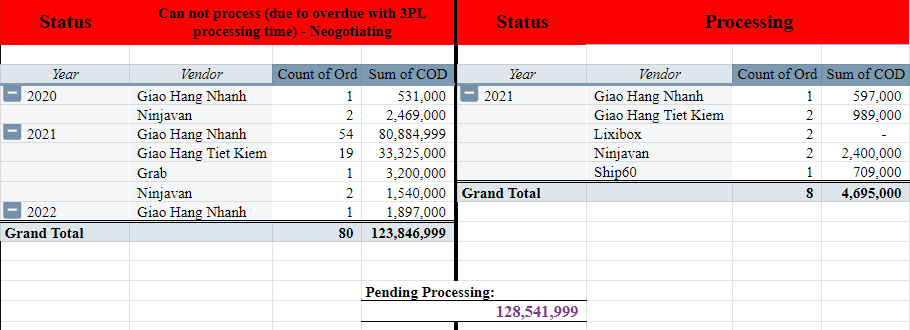 Status
Can not process (due to overdue with 3PL
processing time) - Neogotiating
Year Vendor Count of Ord Sum of COD
2020 Giao Hang Nhanh 1 531,000
Ninjavan 2 2,469,000
2021 Giao Hang Nhanh 54 80,884,999
Giao Hang Tiet Kiem 19 33,325,000
Grab 1 3,200,000
Ninjavan 2 1,540,000
2022 Giao Hang Nhanh 1 1,897,000
Grand Total 80 123,846,999
Status Processing
Year Vendor Count of Ord Sum of COD
2021 Giao Hang Nhanh 1 597,000
Giao Hang Tiet Kiem 2 989,000
Lixibox 2 -
Ninjavan 2 2,400,000
Ship60 1 709,000
Grand Total 8 4,695,000
Pending Processing:
128,541,999